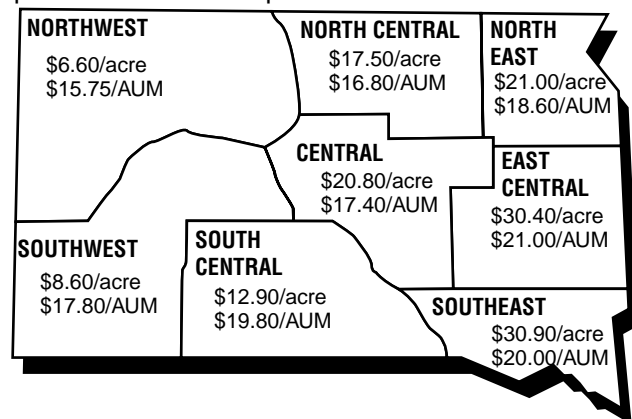 NORTHWEST
$6.60/acre
$15.75/AUM
NORTH CENTRAL
$17.50/acre
$16.80/AUM
NORTH
EAST
$21.00/acre
$18.60/AUM
CENTRAL
$20.80/acre
$17.40/AUM
EAST
CENTRAL
$30.40/acre
$21.00/AUM
SOUTHWEST
$8.60/acre
$17.80/AUM
SOUTH
CENTRAL
$12.90/acre
$19.80/AUM
SOUTHEAST
$30.90/acre
$20.00/AUM